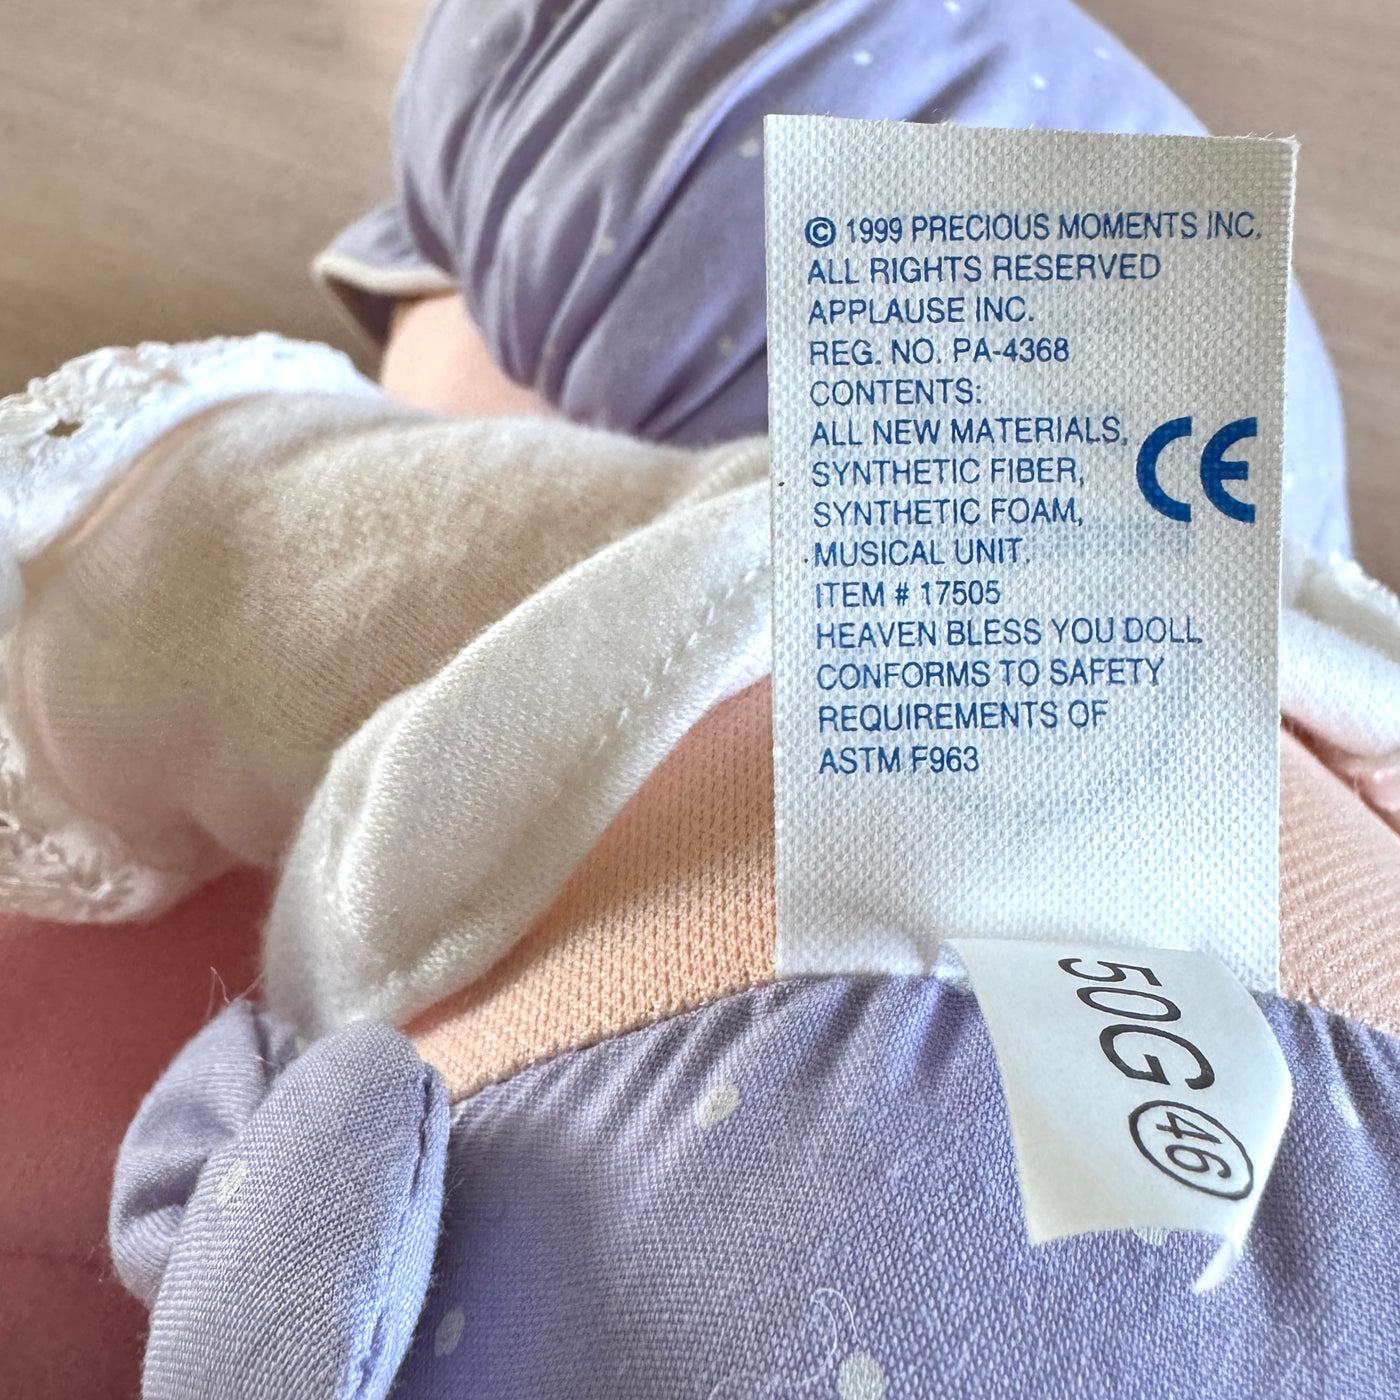 © 1999 PRECIOUS MOMENTS INC.
ALL RIGHTS RESERVED
APPLAUSE INC.
REG. NO. PA-4368
CONTENTS:
ALL NEW MATERIALS,
SYNTHETIC FIBER,
SYNTHETIC FOAM,
MUSICAL UNIT.
ITEM # 17505
HEAVEN BLESS YOU DOLL
CONFORMS TO SAFETY
REQUIREMENTS OF
ASTM F963
CE
50G 46